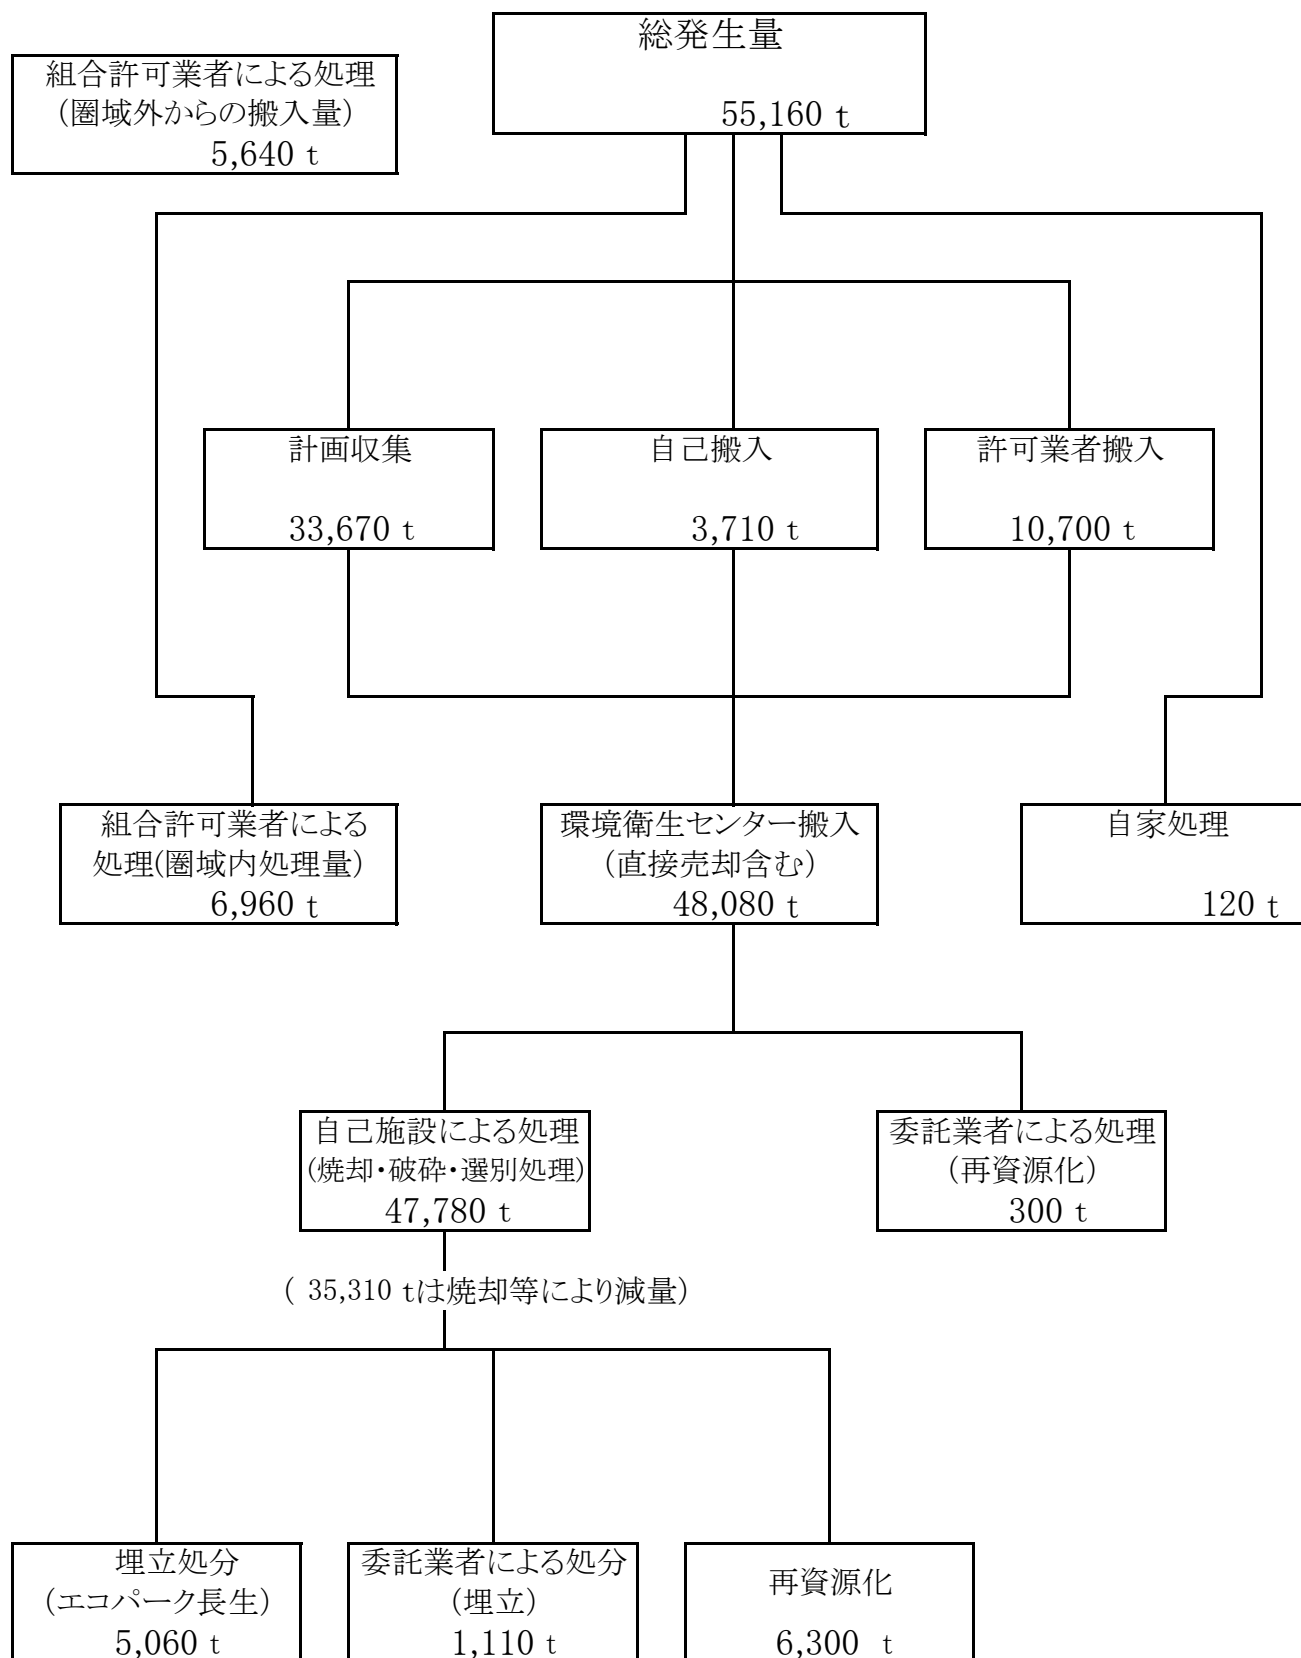 総発生量
55,160 t
組合許可業者による処理
(圏域外からの搬入量)
5,640 t
計画収集
33,670 t
自己搬入
3,710 t
許可業者搬入
10,700 t
組合許可業者による
処理(圏域内処理量)
6,960 t
環境衛生センター搬入
(直接売却含む)
48,080 t
自家処理
120 t
自己施設による処理
(焼却・破砕・選別処理)
47,780 t
委託業者による処理
(再資源化)
300 t
( 35,310 tは焼却等により減量)
埋立処分
(エコパーク長生)
5,060 t
委託業者による処分
(埋立)
1,110 t
再資源化
6,300 t